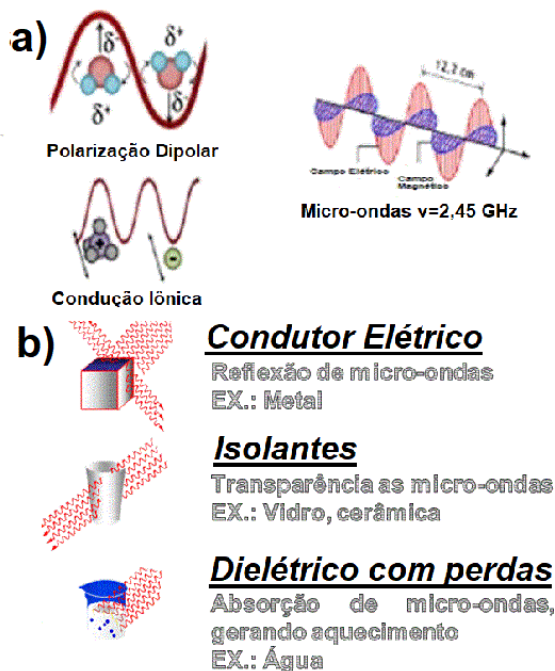 a)
δ⁺
δ⁻
δ⁺
δ⁺
δ⁻
Polarização Dipolar
12,2 cm
Campo Elétrico
Campo
Magnético
Micro-ondas ν=2,45 GHz
+
-
Condução Iônica
b)
Condutor Elétrico
Reflexão de micro-ondas
EX.: Metal
Isolantes
Transparência as micro-ondas
EX.: Vidro, cerâmica
Dielétrico com perdas
Absorção de micro-ondas,
gerando aquecimento
EX.: Água